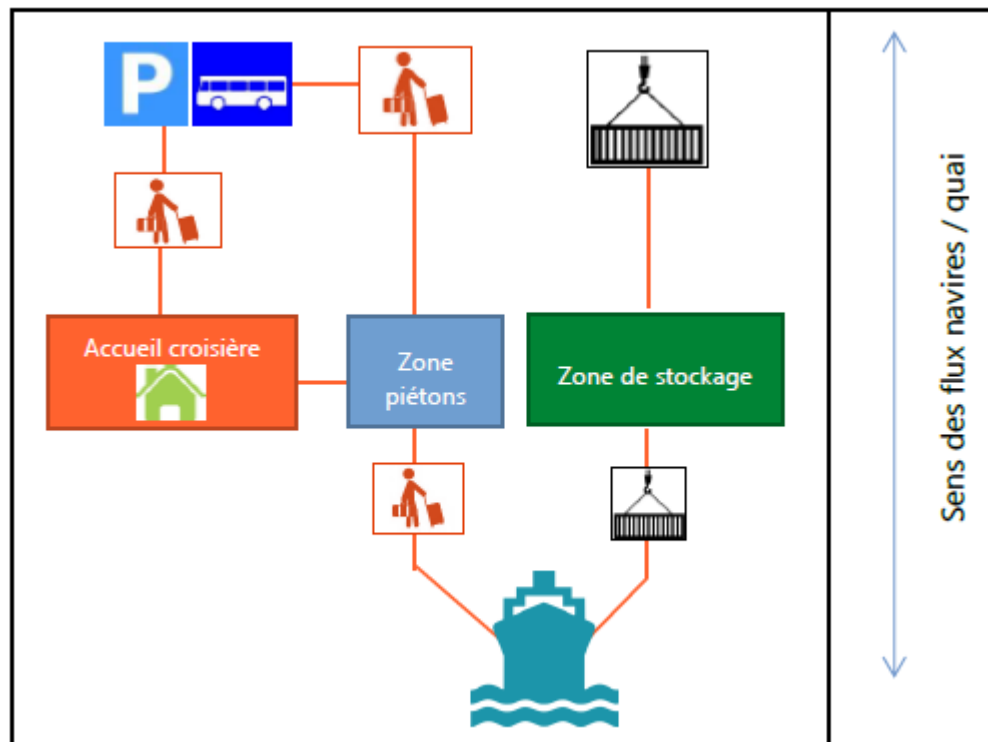 P
Accueil croisière
Zone
piétons
Zone de stockage
Sens des flux navires / quai